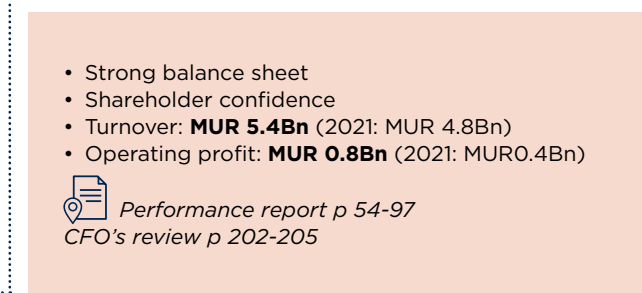 • Strong balance sheet
• Shareholder confidence
• Turnover: MUR 5.4Bn (2021: MUR 4.8Bn)
• Operating profit: MUR 0.8Bn (2021: MUR0.4Bn)
Performance report p 54-97
CFO's review p 202-205